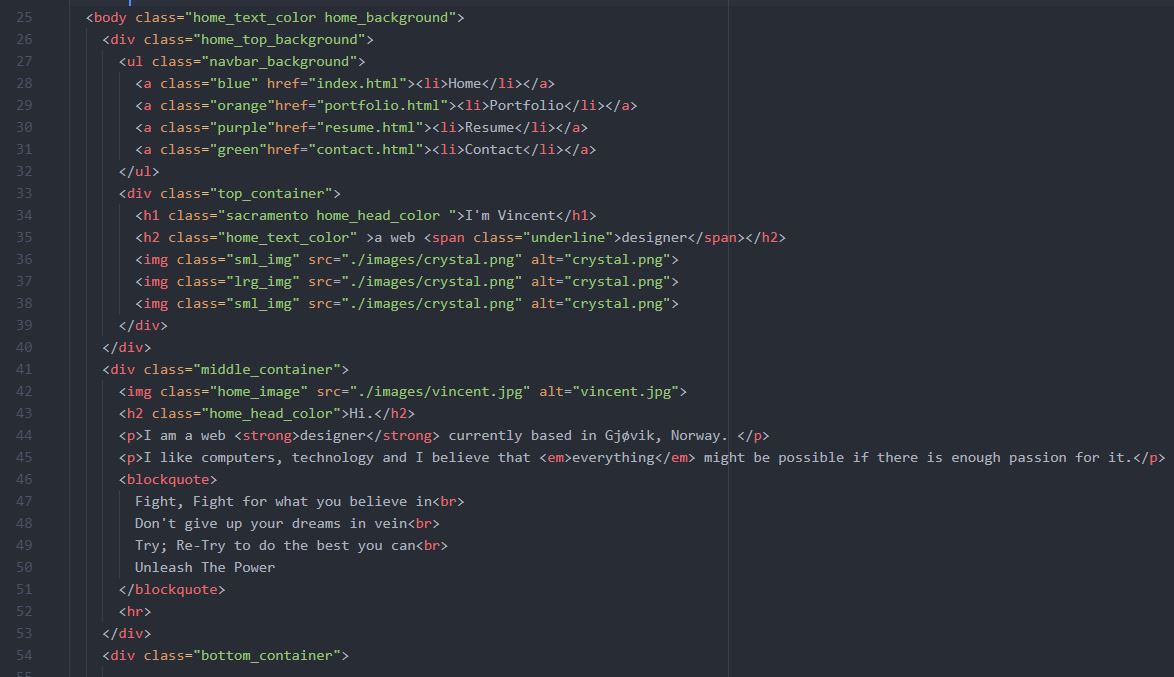 25 <body class="home_text_color home_background">
26 <div class="home_top_background">
27 <ul class="navbar_background">
28 <a class="blue" href="index.html"><li>Home</li></a>
29 <a class="orange"href="portfolio.html"><li>Portfolio</li></a>
30 <a class="purple"href="resume.html"><li>Resume</li></a>
31 <a class="green"href="contact.html"><li>Contact</li></a>
32 </ul>
33 <div class="top_container">
34 <h1 class="sacramento home_head_color ">I'm Vincent</h1>
35 <h2 class="home_text_color" >a web <span class="underline">designer</span></h2>
36 <img class="sml_img" src="./images/crystal.png" alt="crystal.png">
37 <img class="lrg_img" src="./images/crystal.png" alt="crystal.png">
38 <img class="sml_img" src="./images/crystal.png" alt="crystal.png">
39 </div>
40 </div>
41 <div class="middle_container">
42 <img class="home_image" src="./images/vincent.jpg" alt="vincent.jpg">
43 <h2 class="home_head_color">Hi.</h2>
44 <p>I am a web <strong>designer</strong> currently based in Gjøvik, Norway. </p>
45 <p>I like computers, technology and I believe that <em>everything</em> might be possible if there is enough passion for it.</p>
46 <blockquote>
47 Fight, Fight for what you believe in<br>
48 Don't give up your dreams in vein<br>
49 Try; Re-Try to do the best you can<br>
50 Unleash The Power
51 </blockquote>
52 <hr>
53 </div>
54 <div class="bottom_container">
55